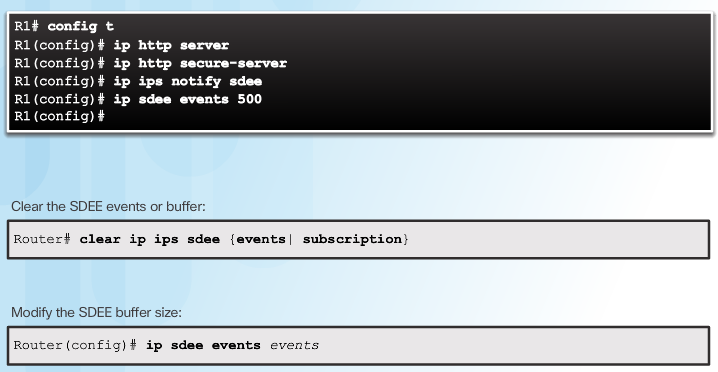 R1# config t
R1(config)# ip http server
R1(config)# ip http secure-server
R1(config)# ip ips notify sdee
R1(config)# ip sdee events 500
R1(config)#
Clear the SDEE events or buffer:
Router# clear ip ips sdee {events| subscription}
Modify the SDEE buffer size:
Router(config)# ip sdee events events